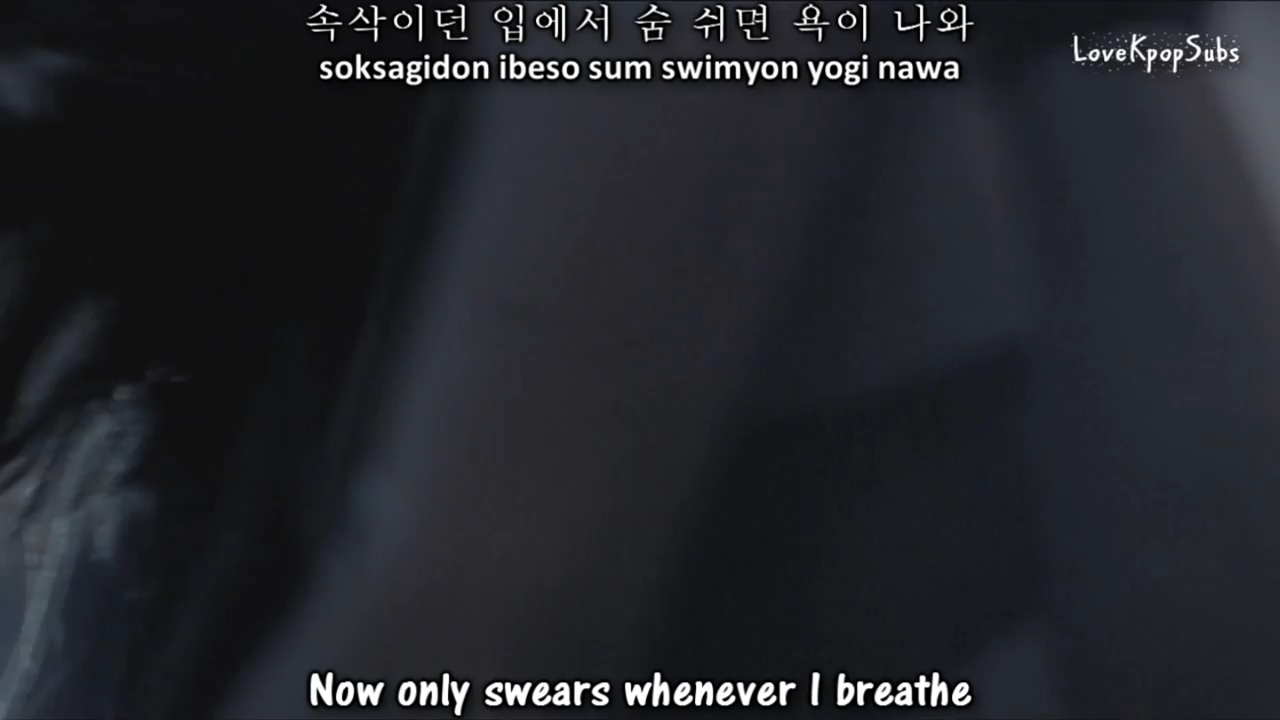 속삭이던 입에서 숨 쉬면 욕이 나와
soksagidon ibeso sum swimyon yogi nawa
LoveKpopSubs
Now only swears whenever I breathe